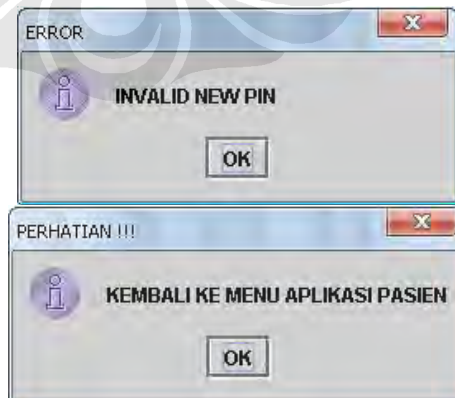 ERROR
INVALID NEW PIN
OK
PERHATIAN !!!
KEMBALI KE MENU APLIKASI PASIEN
OK